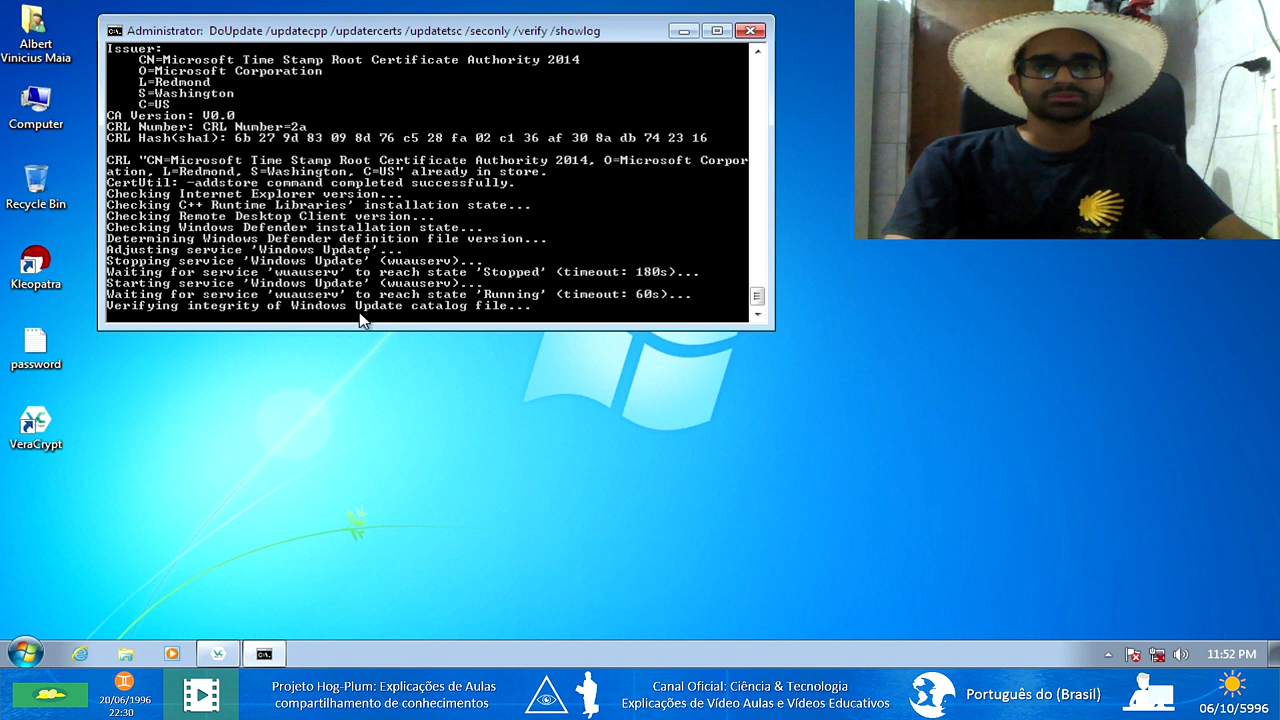 Albert
Vinicius Maia
Computer
Recycle Bin
Kleopatra
password
VeraCrypt
Administrator: DoUpdate /updatecpp /updatercerts /updatetsc /seconly /verify /showlog
Issuer:
CN=Microsoft Time Stamp Root Certificate Authority 2014
O=Microsoft Corporation
L=Redmond
S=Washington
C=US
CA Version: V0.0
CRL Number: CRL Number=2a
CRL Hash(sha1): 6b 27 9d 83 09 8d 76 c5 28 fa 02 c1 36 af 30 8a db 74 23 16
CRL "CN=Microsoft Time Stamp Root Certificate Authority 2014, O=Microsoft Corpor
ation, L=Redmond, S=Washington, C=US" already in store.
CertUtil: -addstore command completed successfully.
Checking Internet Explorer version...
Checking C++ Runtime Libraries' installation state...
Checking Remote Desktop Client version...
Checking Windows Defender installation state...
Determining Windows Defender definition file version...
Adjusting service 'Windows Update'...
Stopping service 'Windows Update' (wuauserv)...
Waiting for service 'wuauserv' to reach state 'Stopped' (timeout: 180s)...
Starting service 'Windows Update' (wuauserv)...
Waiting for service 'wuauserv' to reach state 'Running' (timeout: 60s)...
Verifying integrity of Windows Update catalog file...
11:52 PM
20/06/1996
22:30
Projeto Hog-Plum: Explicações de Aulas
compartilhamento de conhecimentos
Canal Oficial: Ciência & Tecnologia
Explicações de Vídeo Aulas e Vídeos Educativos
Português do (Brasil)
06/10/5996